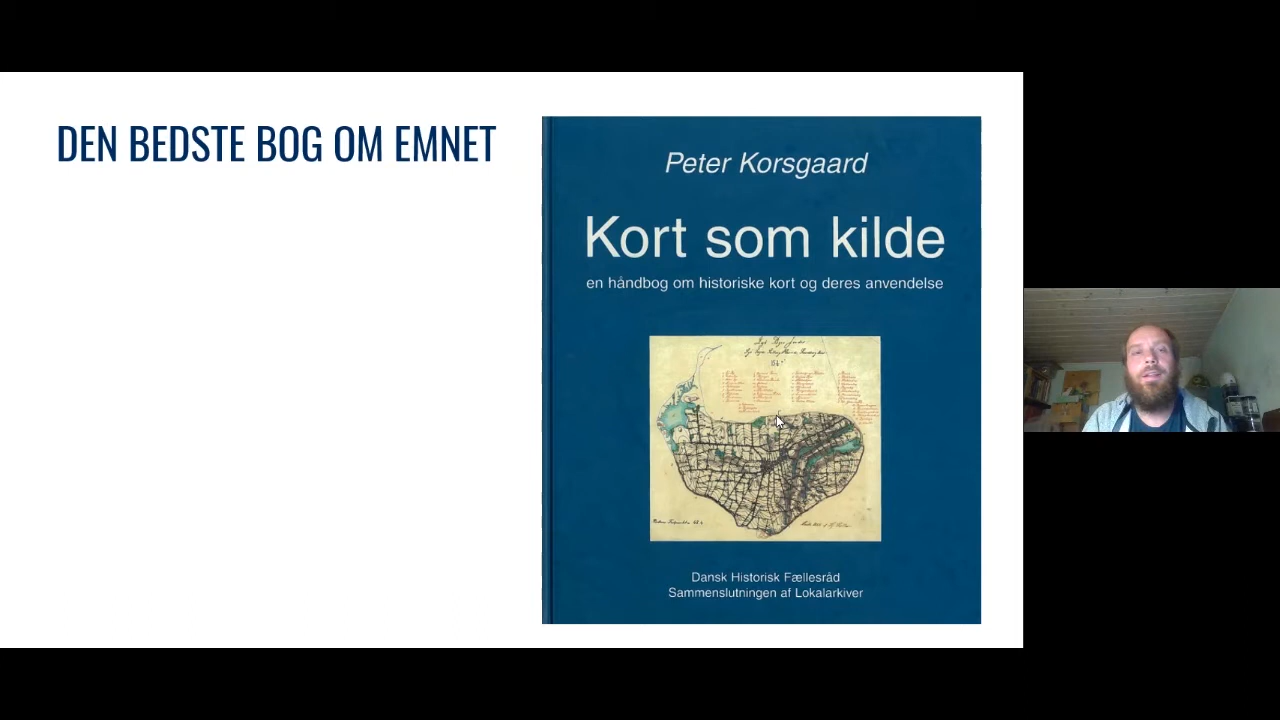 DEN BEDSTE BOG OM EMNET
Peter Korsgaard
Kort som kilde
en håndbog om historiske kort og deres anvendelse
Dansk Historisk Fællesråd
Sammenslutningen af Lokalarkiver